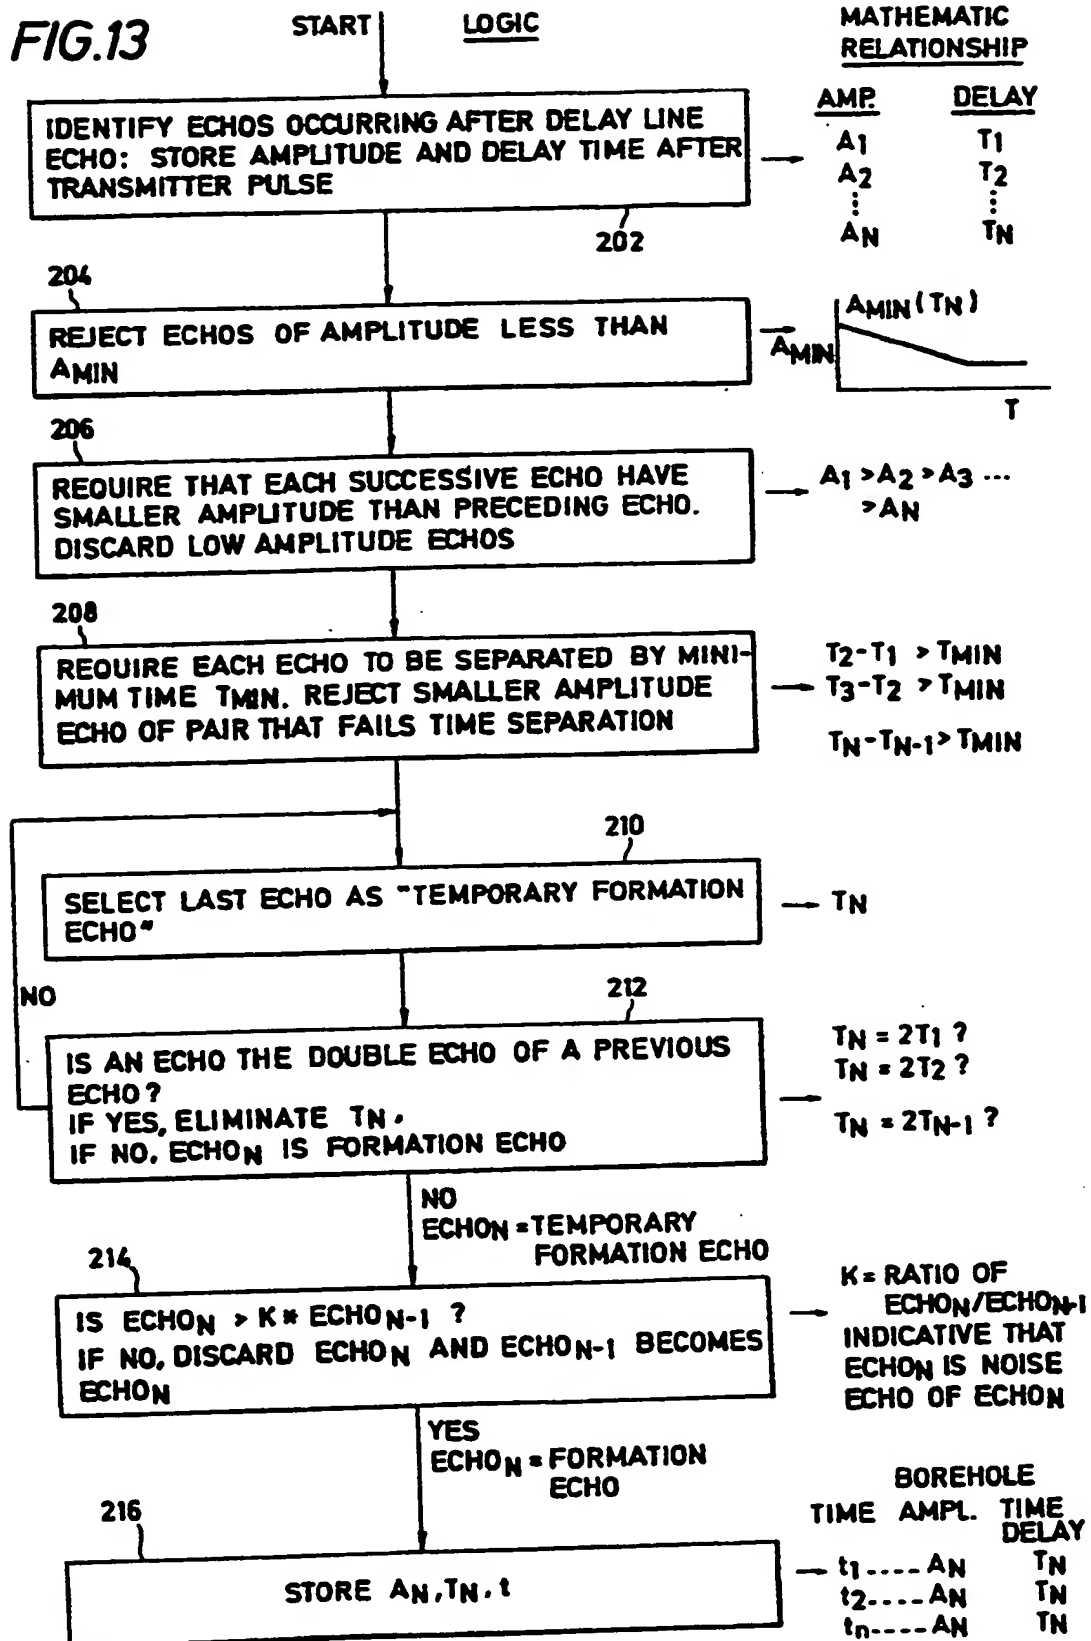 FIG.13
START
LOGIC
MATHEMATIC
RELATIONSHIP
IDENTIFY ECHOS OCCURRING AFTER DELAY LINE
ECHO: STORE AMPLITUDE AND DELAY TIME AFTER
TRANSMITTER PULSE
202
AMP. DELAY
A1 T1
A2 T2
AN TN
204
REJECT ECHOS OF AMPLITUDE LESS THAN
AMIN
AMIN(TN)
AMIN
T
206
REQUIRE THAT EACH SUCCESSIVE ECHO HAVE
SMALLER AMPLITUDE THAN PRECEDING ECHO.
DISCARD LOW AMPLITUDE ECHOS
A1 >A2 >A3 ...
>AN
208
REQUIRE EACH ECHO TO BE SEPARATED BY MINI-
MUM TIME TMIN. REJECT SMALLER AMPLITUDE
ECHO OF PAIR THAT FAILS TIME SEPARATION
T2-T1 > TMIN
T3-T2 > TMIN
TN-TN-1> TMIN
210
SELECT LAST ECHO AS "TEMPORARY FORMATION
ECHO"
TN
NO
212
IS AN ECHO THE DOUBLE ECHO OF A PREVIOUS
ECHO?
IF YES, ELIMINATE TN.
IF NO. ECHON IS FORMATION ECHO
TN = 2T1 ?
TN = 2T2 ?
TN = 2TN-1 ?
NO
ECHON = TEMPORARY
FORMATION ECHO
214
IS ECHON > K* ECHON-1 ?
IF NO, DISCARD ECHON AND ECHON-1 BECOMES
ECHON
K = RATIO OF
ECHON/ECHON-1
INDICATIVE THAT
ECHON IS NOISE
ECHO OF ECHON
YES
ECHON = FORMATION
ECHO
216
STORE AN, TN, t
BOREHOLE
TIME AMPL. TIME
DELAY
t1----AN TN
t2----AN TN
tn----AN TN